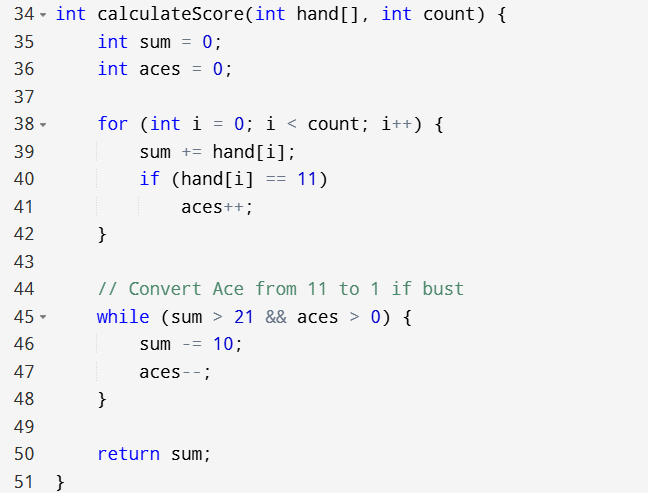 34 int calculateScore(int hand[], int count) {
35     int sum = 0;
36     int aces = 0;
37
38     for (int i = 0; i < count; i++) {
39         sum += hand[i];
40         if (hand[i] == 11)
41             aces++;
42     }
43
44     // Convert Ace from 11 to 1 if bust
45     while (sum > 21 && aces > 0) {
46         sum -= 10;
47         aces--;
48     }
49
50     return sum;
51 }